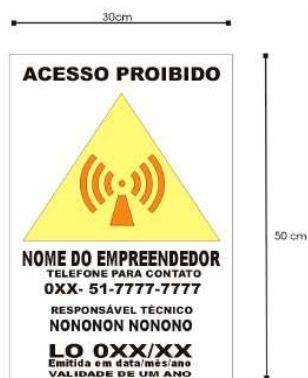 30cm
ACESSO PROIBIDO
50 cm
NOME DO EMPREENDEDOR
TELEFONE PARA CONTATO
0XX- 51-7777-7777
RESPONSÁVEL TÉCNICO
NONONON NONONO
LO 0XX/XX
Emitida em data/mês/ano
VALIDADE DE UM ANO